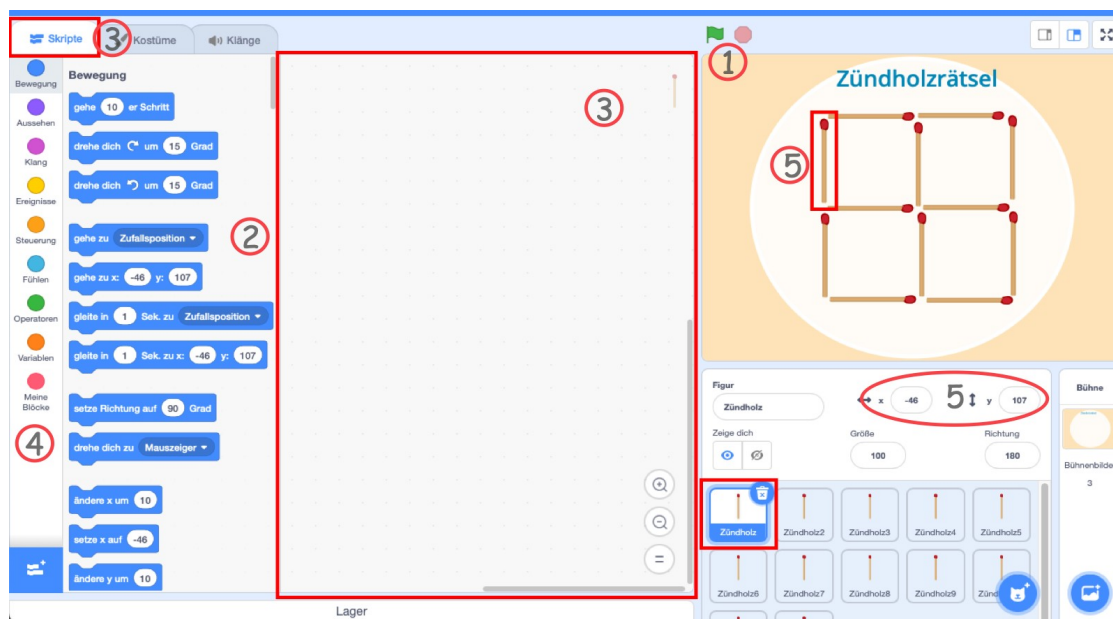 Skripte
3
Kostüme
Klänge
Bewegung
Aussehen
Klang
Ereignisse
Steuerung
Fühlen
Operatoren
Variablen
Meine
Blöcke
4
Bewegung
gehe 10 er Schritt
drehe dich um 15 Grad
drehe dich um 15 Grad
gehe zu Zufallsposition
2
gehe zu x: -46 y: 107
gleite in 1 Sek. zu Zufallsposition
gleite in 1 Sek. zu x: -46 y: 107
setze Richtung auf 90 Grad
drehe dich zu Mauszeiger
ändere x um 10
setze x auf -46
ändere y um 10
3
=
Lager
1
Zündholzrätsel
5
Figur
Zündholz
x -46 5 y 107
Zeige dich
Größe
100
Richtung
180
Zündholz
Zündholz2
Zündholz3
Zündholz4
Zündholz5
Zündholz6
Zündholz7
Zündholz8
Zündholz9
Bühne
Bühnenbilde
3